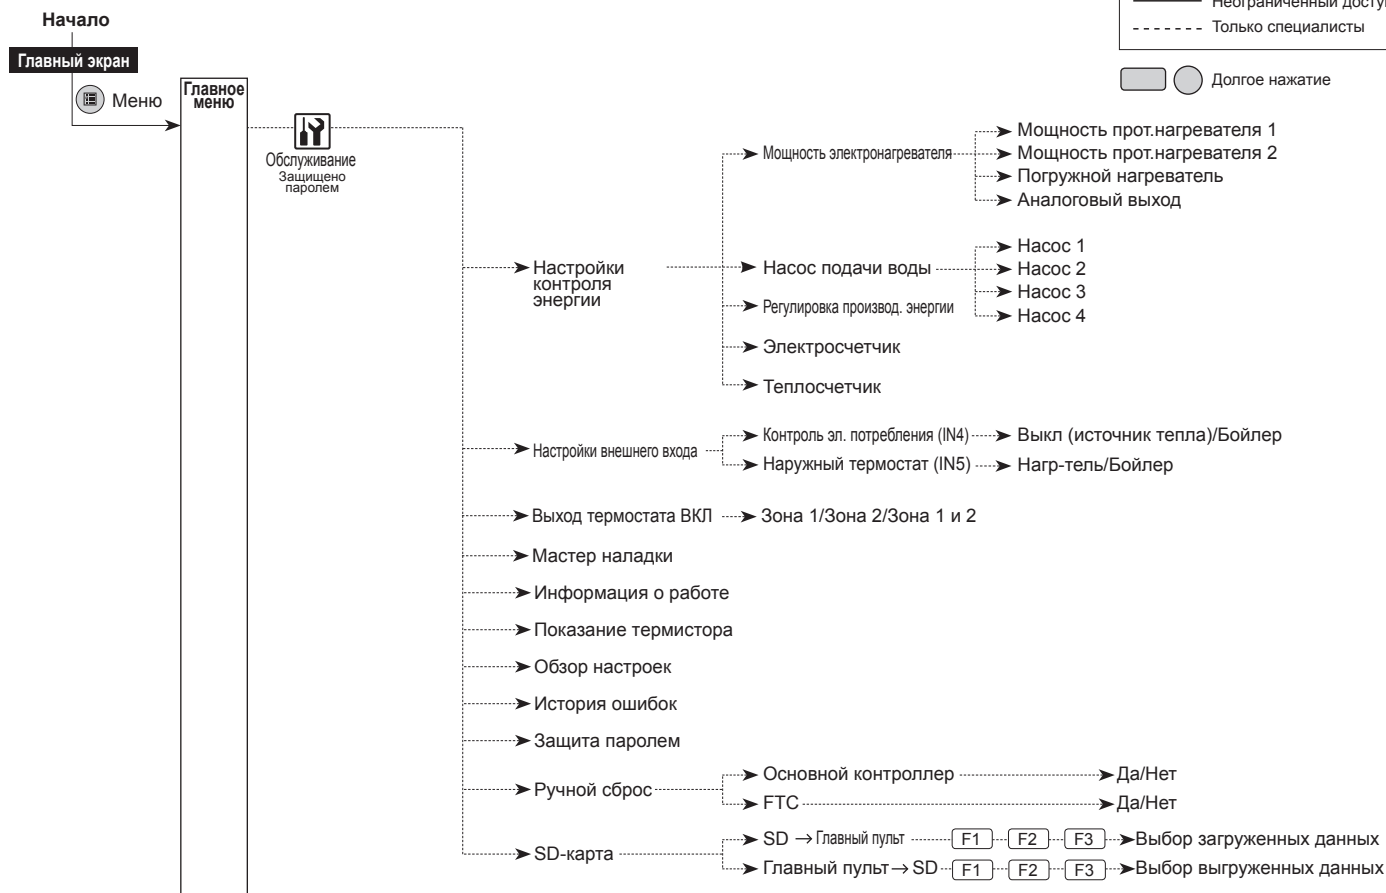 Неограниченный доступ
Начало
Только специалисты
Главный экран
Долгое нажатие
Меню
Главное
меню
Обслуживание
Защищено
паролем
Настройки
контроля
энергии
Мощность электронагревателя
Мощность прот.нагревателя 1
Мощность прот.нагревателя 2
Погружной нагреватель
Аналоговый выход
Насос подачи воды
Насос 1
Насос 2
Насос 3
Насос 4
Регулировка производ. энергии
Электросчетчик
Теплосчетчик
Настройки внешнего входа
Контроль эл. потребления (IN4)
Выкл (источник тепла)/Бойлер
Наружный термостат (IN5)
Нагр-тель/Бойлер
Выход термостата ВКЛ
Зона 1/Зона 2/Зона 1 и 2
Мастер наладки
Информация о работе
Показание термистора
Обзор настроек
История ошибок
Защита паролем
Ручной сброс
Основной контроллер
Да/Нет
FTC
Да/Нет
SD-карта
SD → Главный пульт F1 F2 F3 Выбор загруженных данных
Главный пульт → SD F1 F2 F3 Выбор выгруженных данных